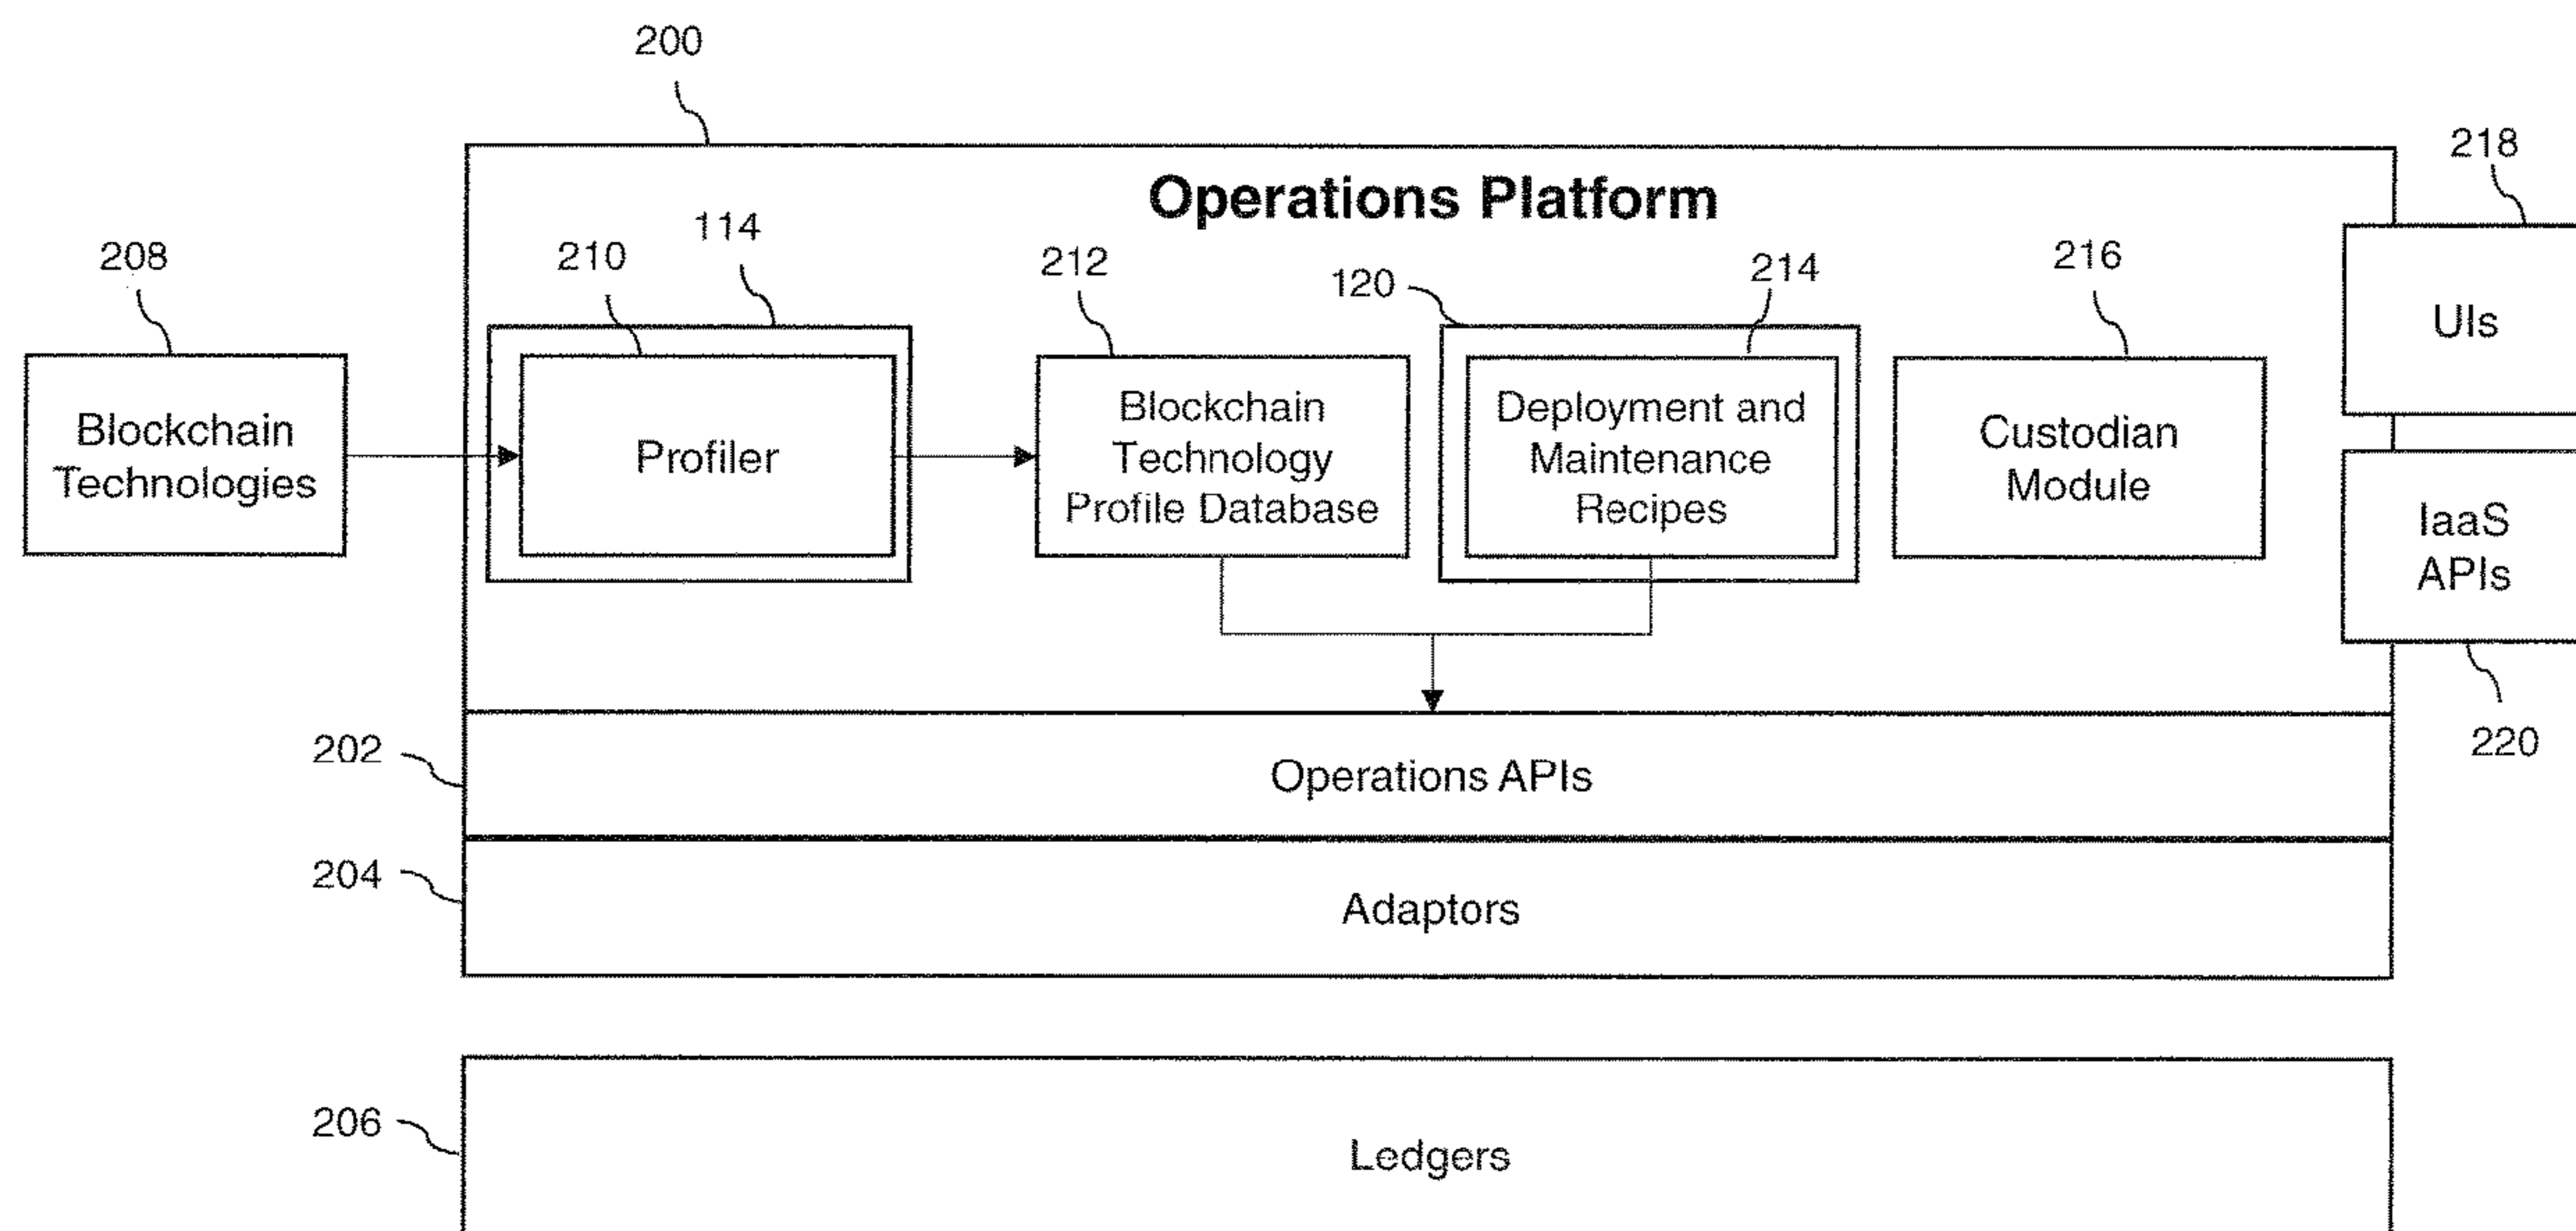 200
218
Operations Platform
114
208
210
212
120
214
216
UIs
Blockchain
Technologies
Profiler
Blockchain
Technology
Profile Database
Deployment and
Maintenance
Recipes
Custodian
Module
IaaS
APIs
202
220
Operations APIs
204
Adaptors
206
Ledgers